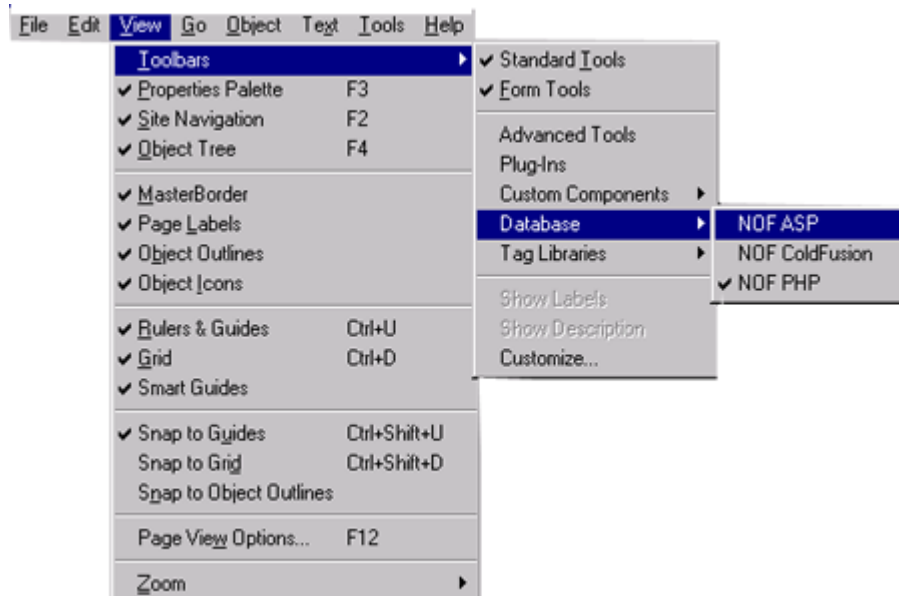 File Edit View Go Object Text Tools Help
Toolbars
Properties Palette F3
Site Navigation F2
Object Tree F4
MasterBorder
Page Labels
Object Outlines
Object Icons
Rulers & Guides Ctrl+U
Grid Ctrl+D
Smart Guides
Snap to Guides Ctrl+Shift+U
Snap to Grid Ctrl+Shift+D
Snap to Object Outlines
Page View Options... F12
Zoom
Standard Tools
Form Tools
Advanced Tools
Plug-Ins
Custom Components
Database
Tag Libraries
Show Labels
Show Description
Customize...
NOF ASP
NOF ColdFusion
NOF PHP